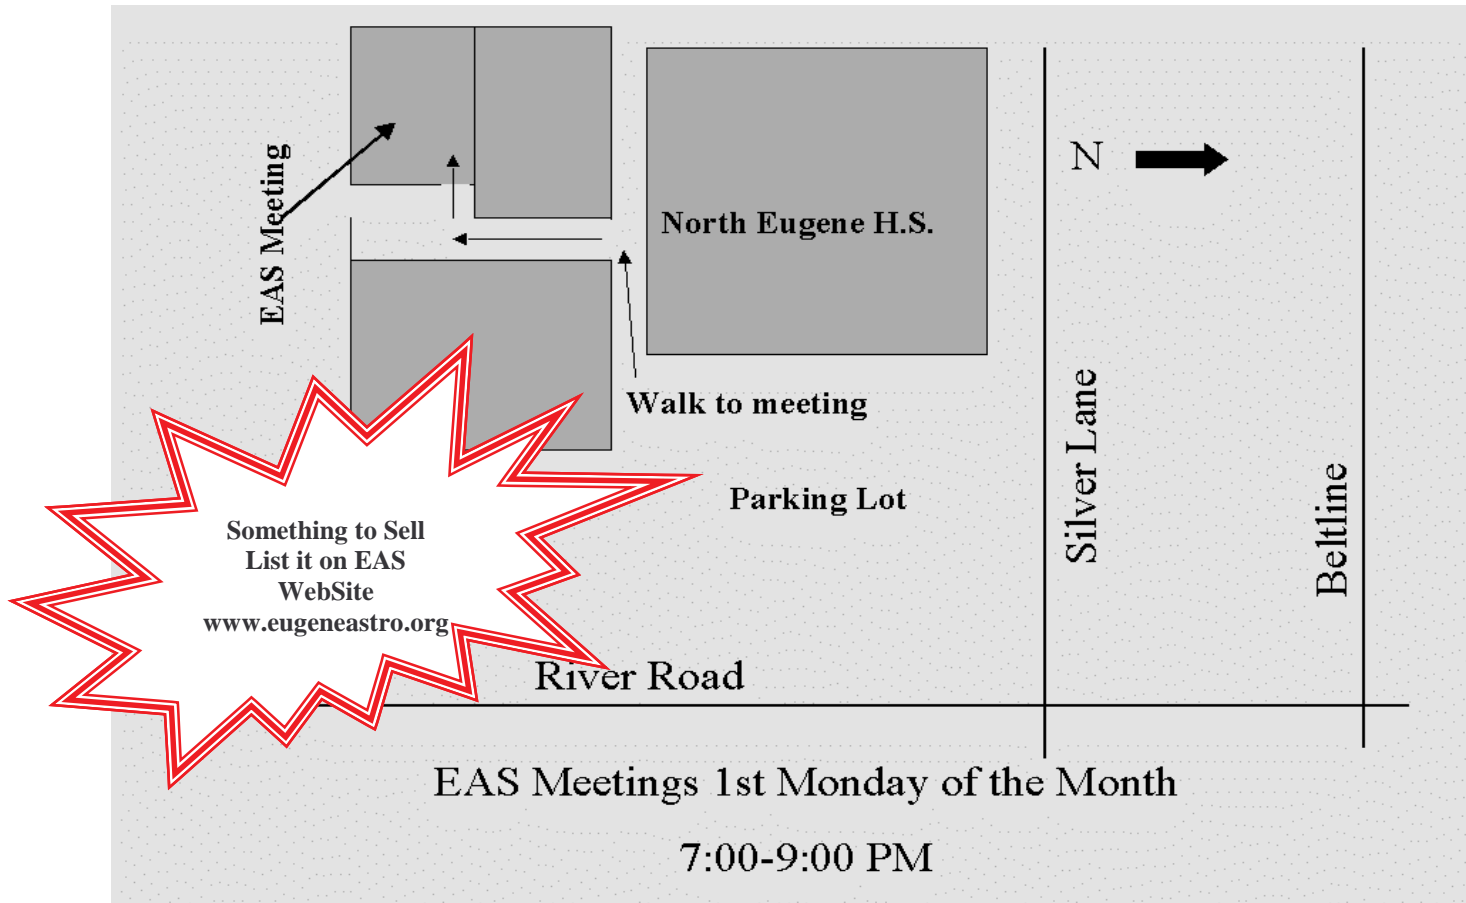 EAS Meeting
N
North Eugene H.S.
Walk to meeting
Silver Lane
Parking Lot
Beltline
Something to Sell
List it on EAS
WebSite
www.eugeneastro.org
River Road
EAS Meetings 1st Monday of the Month
7:00-9:00 PM